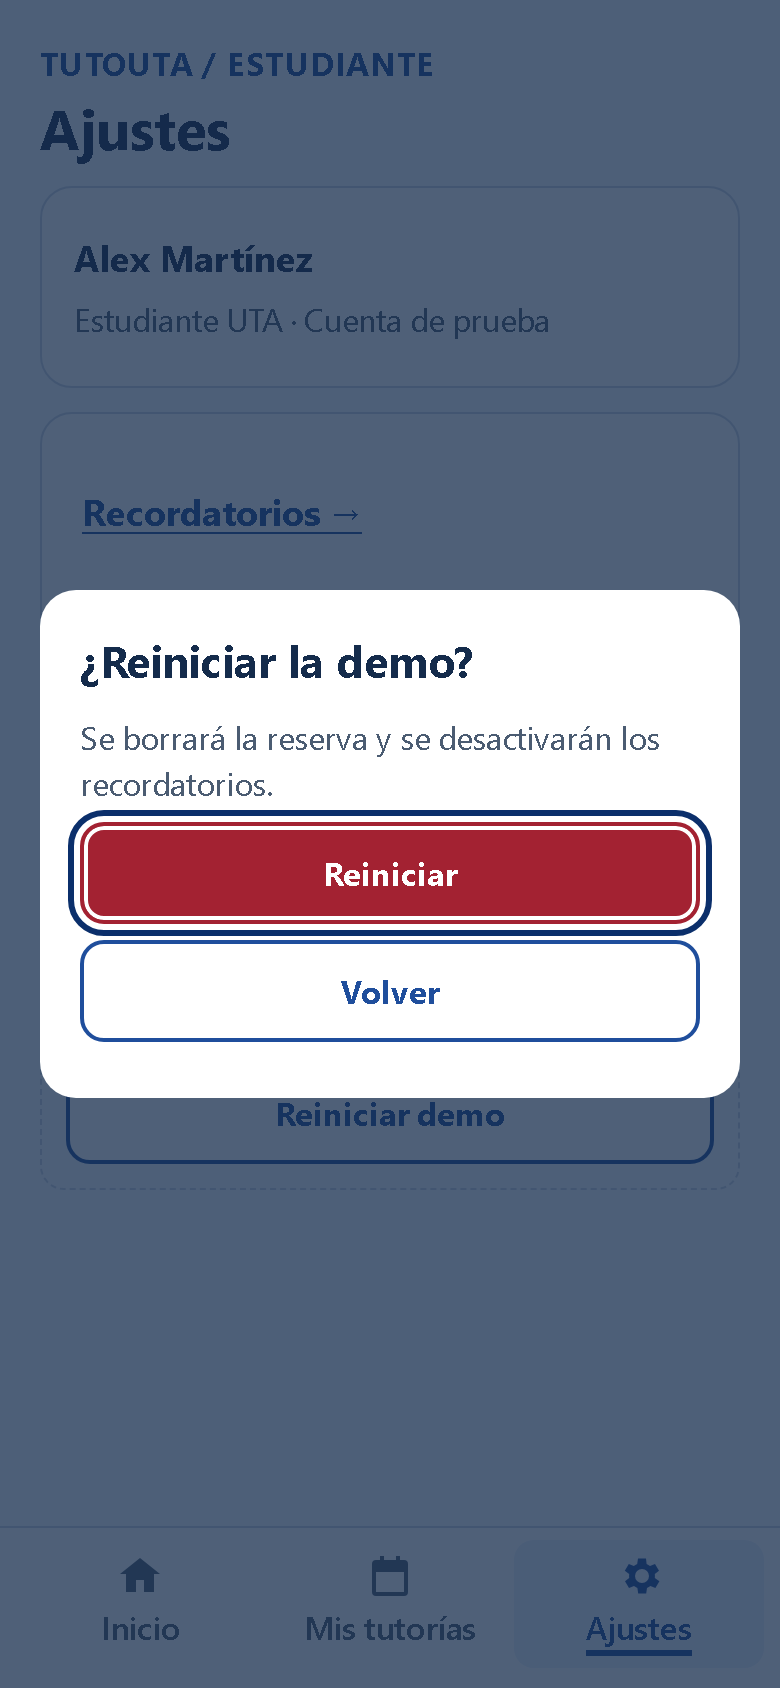 TUTOUTA / ESTUDIANTE
Ajustes
Alex Martínez
Estudiante UTA · Cuenta de prueba
Recordatorios →
¿Reiniciar la demo?
Se borrará la reserva y se desactivarán los
recordatorios.
Reiniciar
Volver
Reiniciar demo
Inicio
Mis tutorías
Ajustes